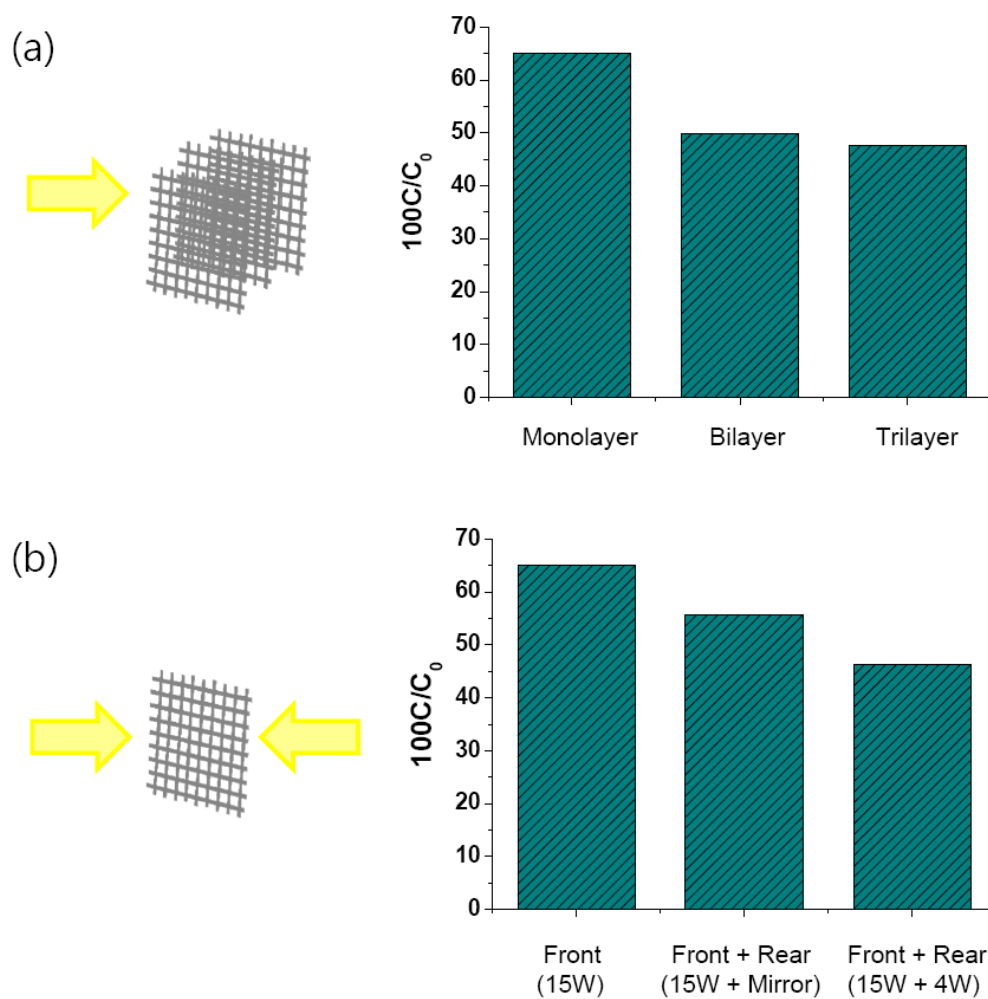 (a)
100C/C0
70
60
50
40
30
20
10
0
Monolayer Bilayer Trilayer
(b)
100C/C0
70
60
50
40
30
20
10
0
Front Front + Rear Front + Rear
(15W) (15W + Mirror) (15W + 4W)